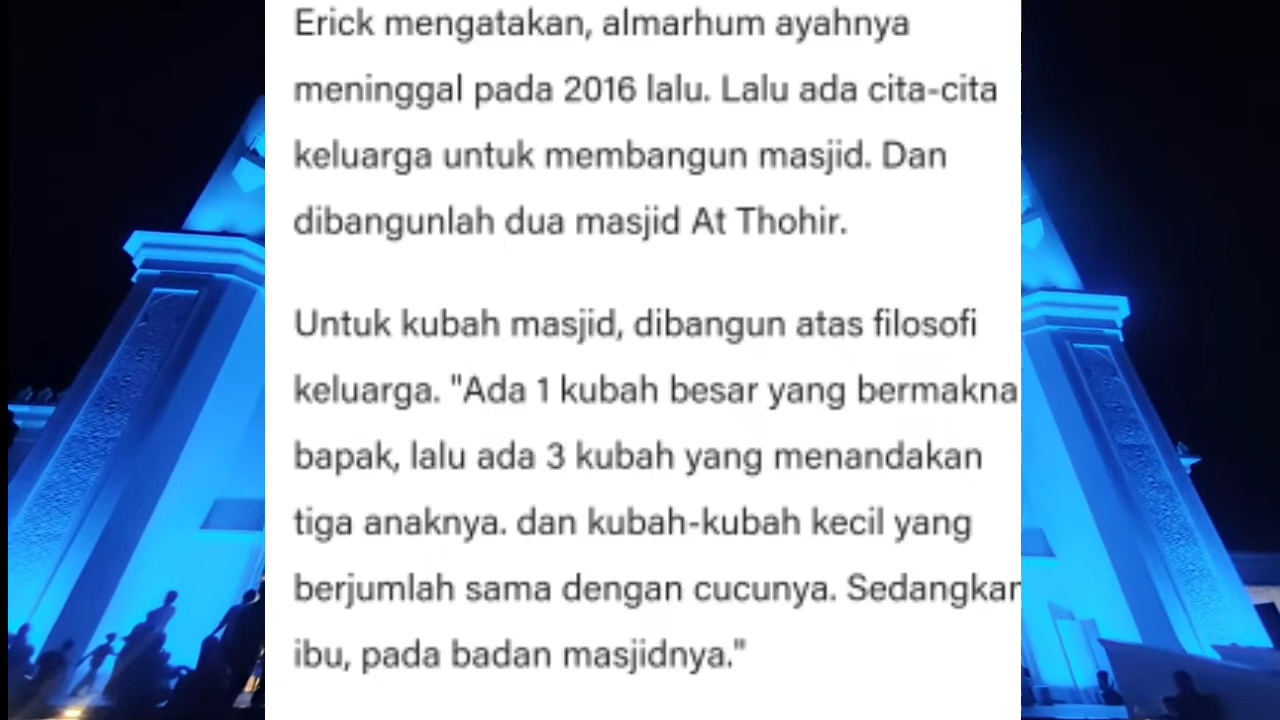 Erick mengatakan, almarhum ayahnya
meninggal pada 2016 lalu. Lalu ada cita-cita
keluarga untuk membangun masjid. Dan
dibangunlah dua masjid At Thohir.
Untuk kubah masjid, dibangun atas filosofi
keluarga. "Ada 1 kubah besar yang bermakna
bapak, lalu ada 3 kubah yang menandakan
tiga anaknya. dan kubah-kubah kecil yang
berjumlah sama dengan cucunya. Sedangkan
ibu, pada badan masjidnya."